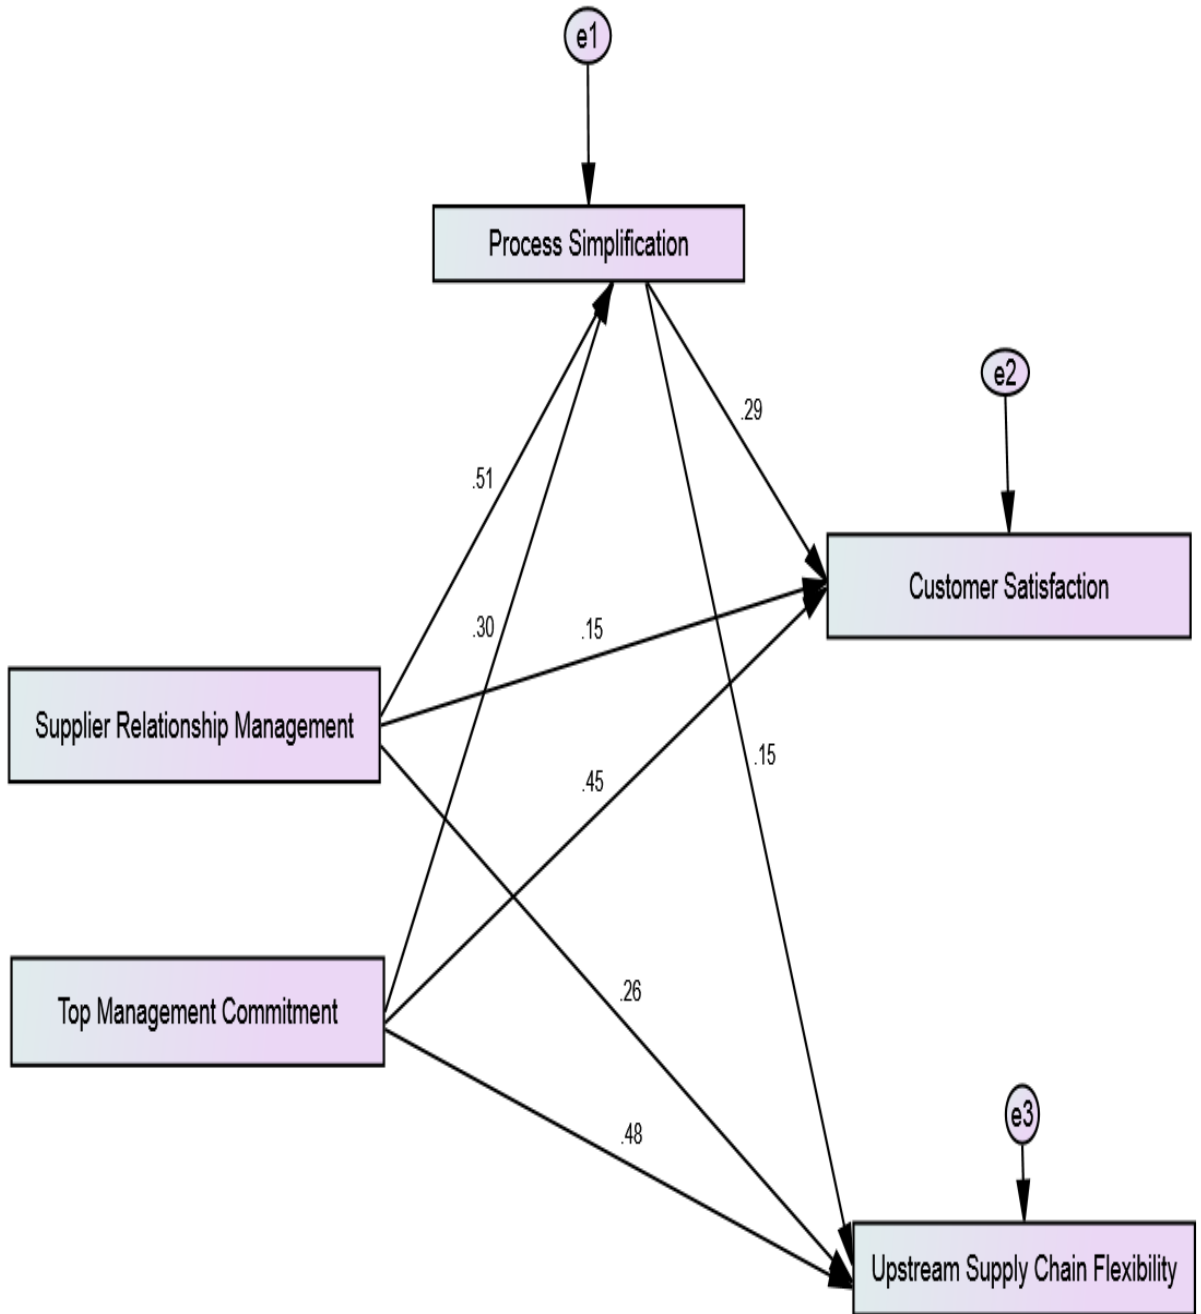 e1
Process Simplification
.29
e2
.51
Customer Satisfaction
.30
.15
Supplier Relationship Management
.15
.45
.26
Top Management Commitment
.48
e3
Upstream Supply Chain Flexibility